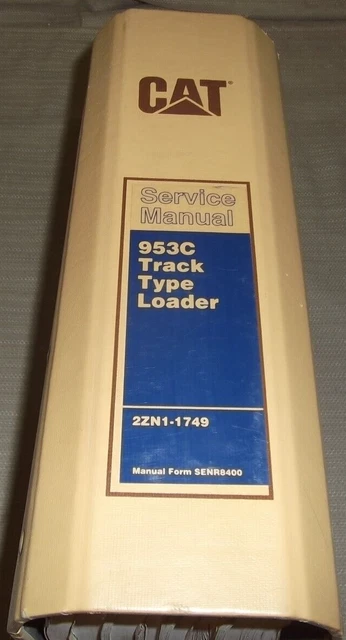 CAT®
Service
Manual
953C
Track
Type
Loader
2ZN1-1749
Manual Form SENR8400